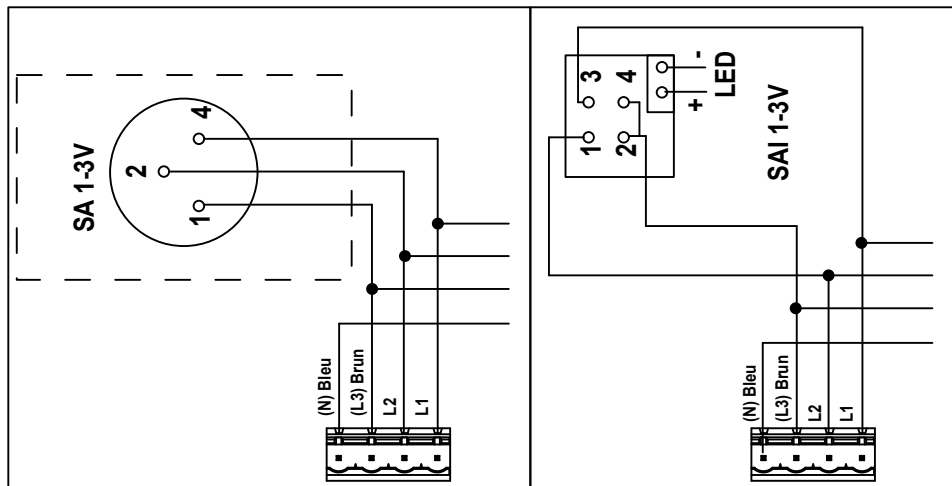 SA 1-3V
1
2
4
(N) Bleu
(L3) Brun
L2
L1
3
4
1
2
-
+
LED
SAI 1-3V
(N) Bleu
(L3) Brun
L2
L1